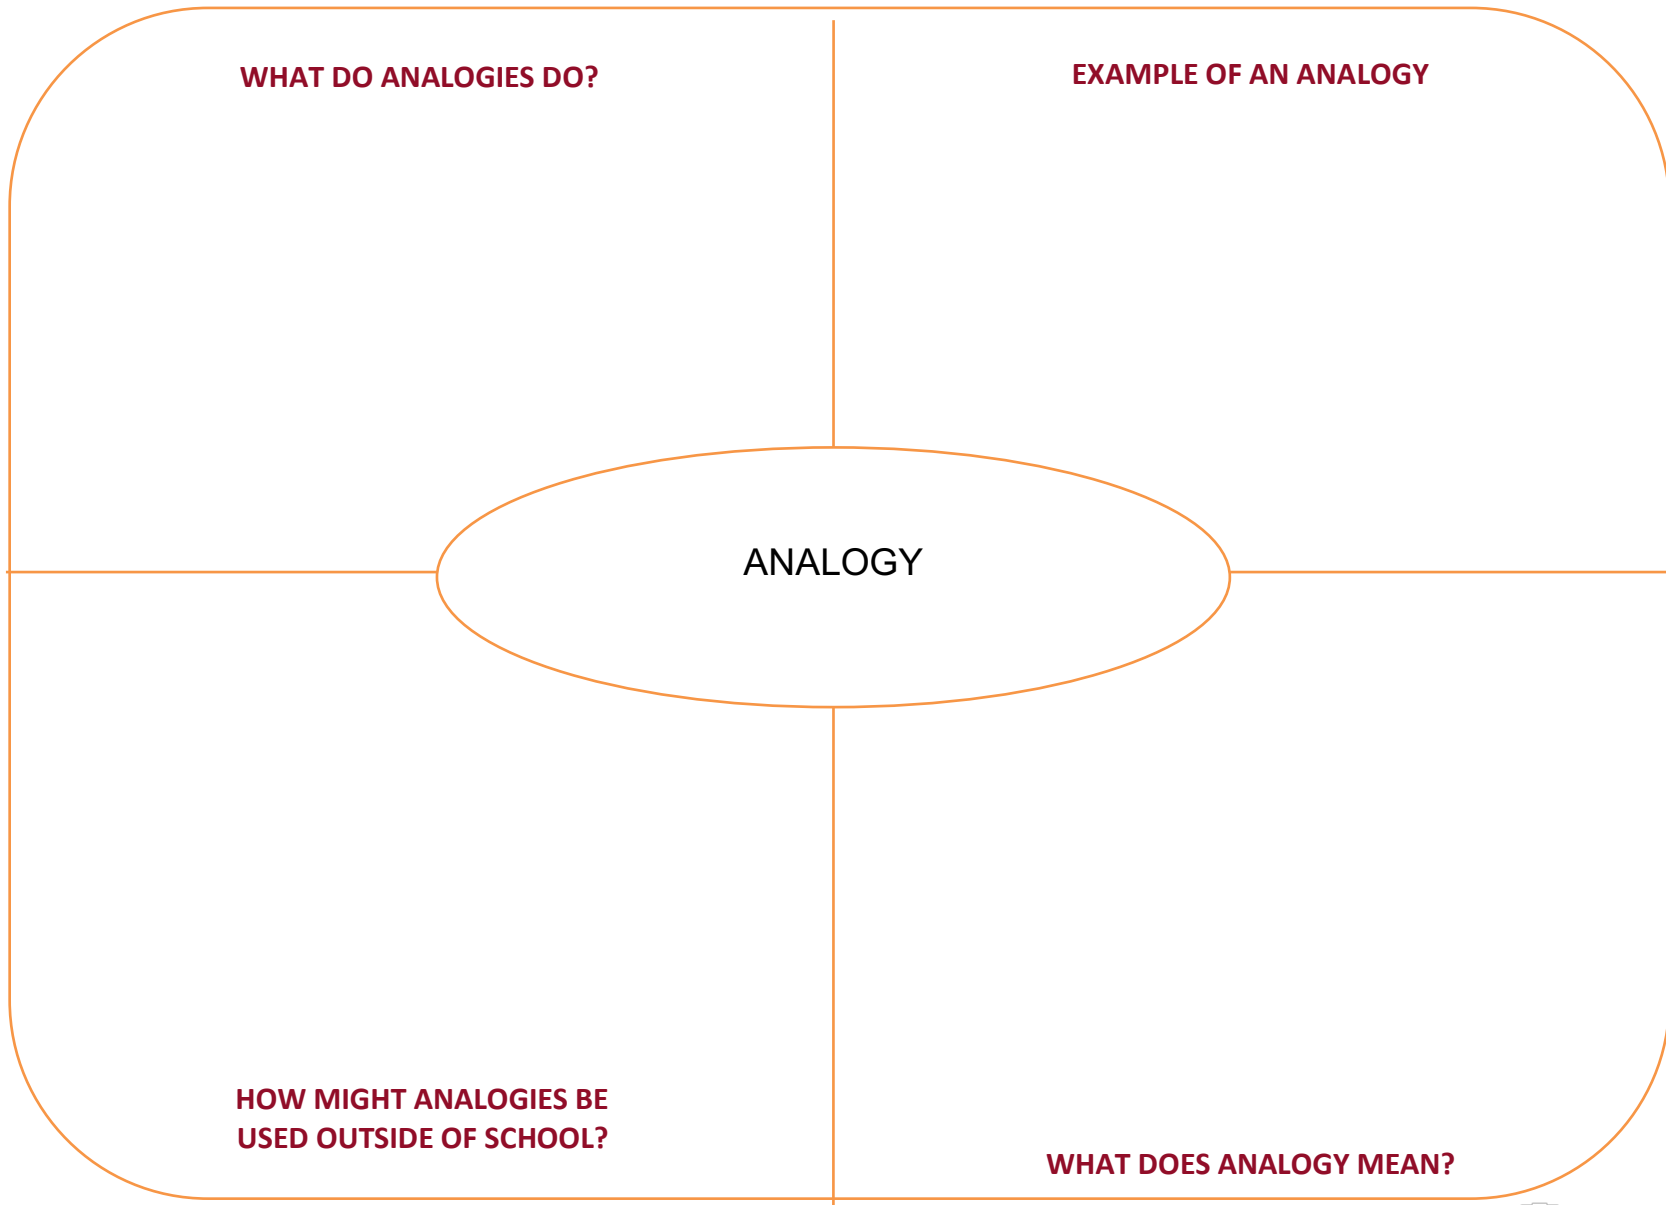 WHAT DO ANALOGIES DO?
EXAMPLE OF AN ANALOGY
ANALOGY
HOW MIGHT ANALOGIES BE
USED OUTSIDE OF SCHOOL?
WHAT DOES ANALOGY MEAN?